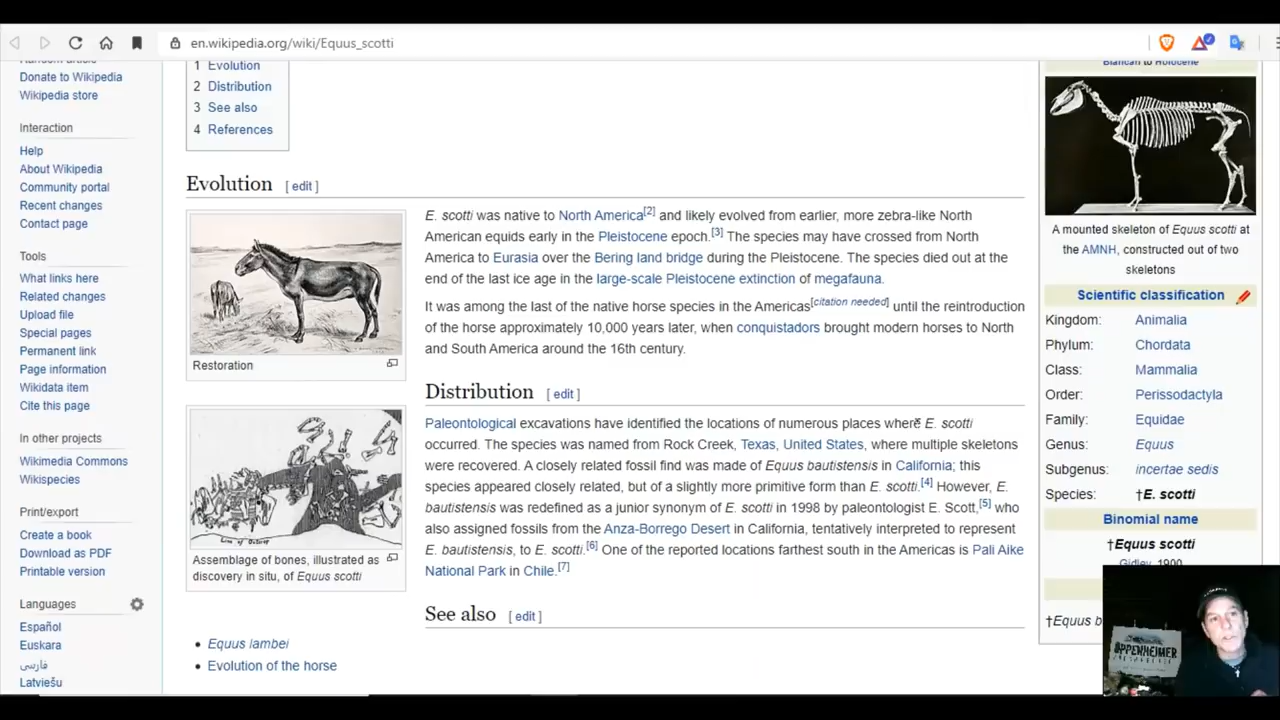 en.wikipedia.org/wiki/Equus_scotti
Random article
Donate to Wikipedia
Wikipedia store
Interaction
Help
About Wikipedia
Community portal
Recent changes
Contact page
Tools
What links here
Related changes
Upload file
Special pages
Permanent link
Page information
Wikidata item
Cite this page
In other projects
Wikimedia Commons
Wikispecies
Print/export
Create a book
Download as PDF
Printable version
Languages
Español
Euskara
فارسی
Latviešu
1 Evolution
2 Distribution
3 See also
4 References
Evolution [ edit ]
Restoration
E. scotti was native to North America[2] and likely evolved from earlier, more zebra-like North
American equids early in the Pleistocene epoch.[3] The species may have crossed from North
America to Eurasia over the Bering land bridge during the Pleistocene. The species died out at the
end of the last ice age in the large-scale Pleistocene extinction of megafauna.
It was among the last of the native horse species in the Americas[citation needed] until the reintroduction
of the horse approximately 10,000 years later, when conquistadors brought modern horses to North
and South America around the 16th century.
Distribution [ edit ]
Line of Outcrop
Assemblage of bones, illustrated as
discovery in situ, of Equus scotti
Paleontological excavations have identified the locations of numerous places where E. scotti
occurred. The species was named from Rock Creek, Texas, United States, where multiple skeletons
were recovered. A closely related fossil find was made of Equus bautistensis in California; this
species appeared closely related, but of a slightly more primitive form than E. scotti.[4] However, E.
bautistensis was redefined as a junior synonym of E. scotti in 1998 by paleontologist E. Scott,[5] who
also assigned fossils from the Anza-Borrego Desert in California, tentatively interpreted to represent
E. bautistensis, to E. scotti.[6] One of the reported locations farthest south in the Americas is Pali Aike
National Park in Chile.[7]
See also [ edit ]
Equus lambei
Evolution of the horse
Blancan to Holocene
A mounted skeleton of Equus scotti at
the AMNH, constructed out of two
skeletons
Scientific classification
Kingdom: Animalia
Phylum: Chordata
Class: Mammalia
Order: Perissodactyla
Family: Equidae
Genus: Equus
Subgenus: incertae sedis
Species: †E. scotti
Binomial name
†Equus scotti
Gidley, 1900
†Equus b
OPPENHEIMER